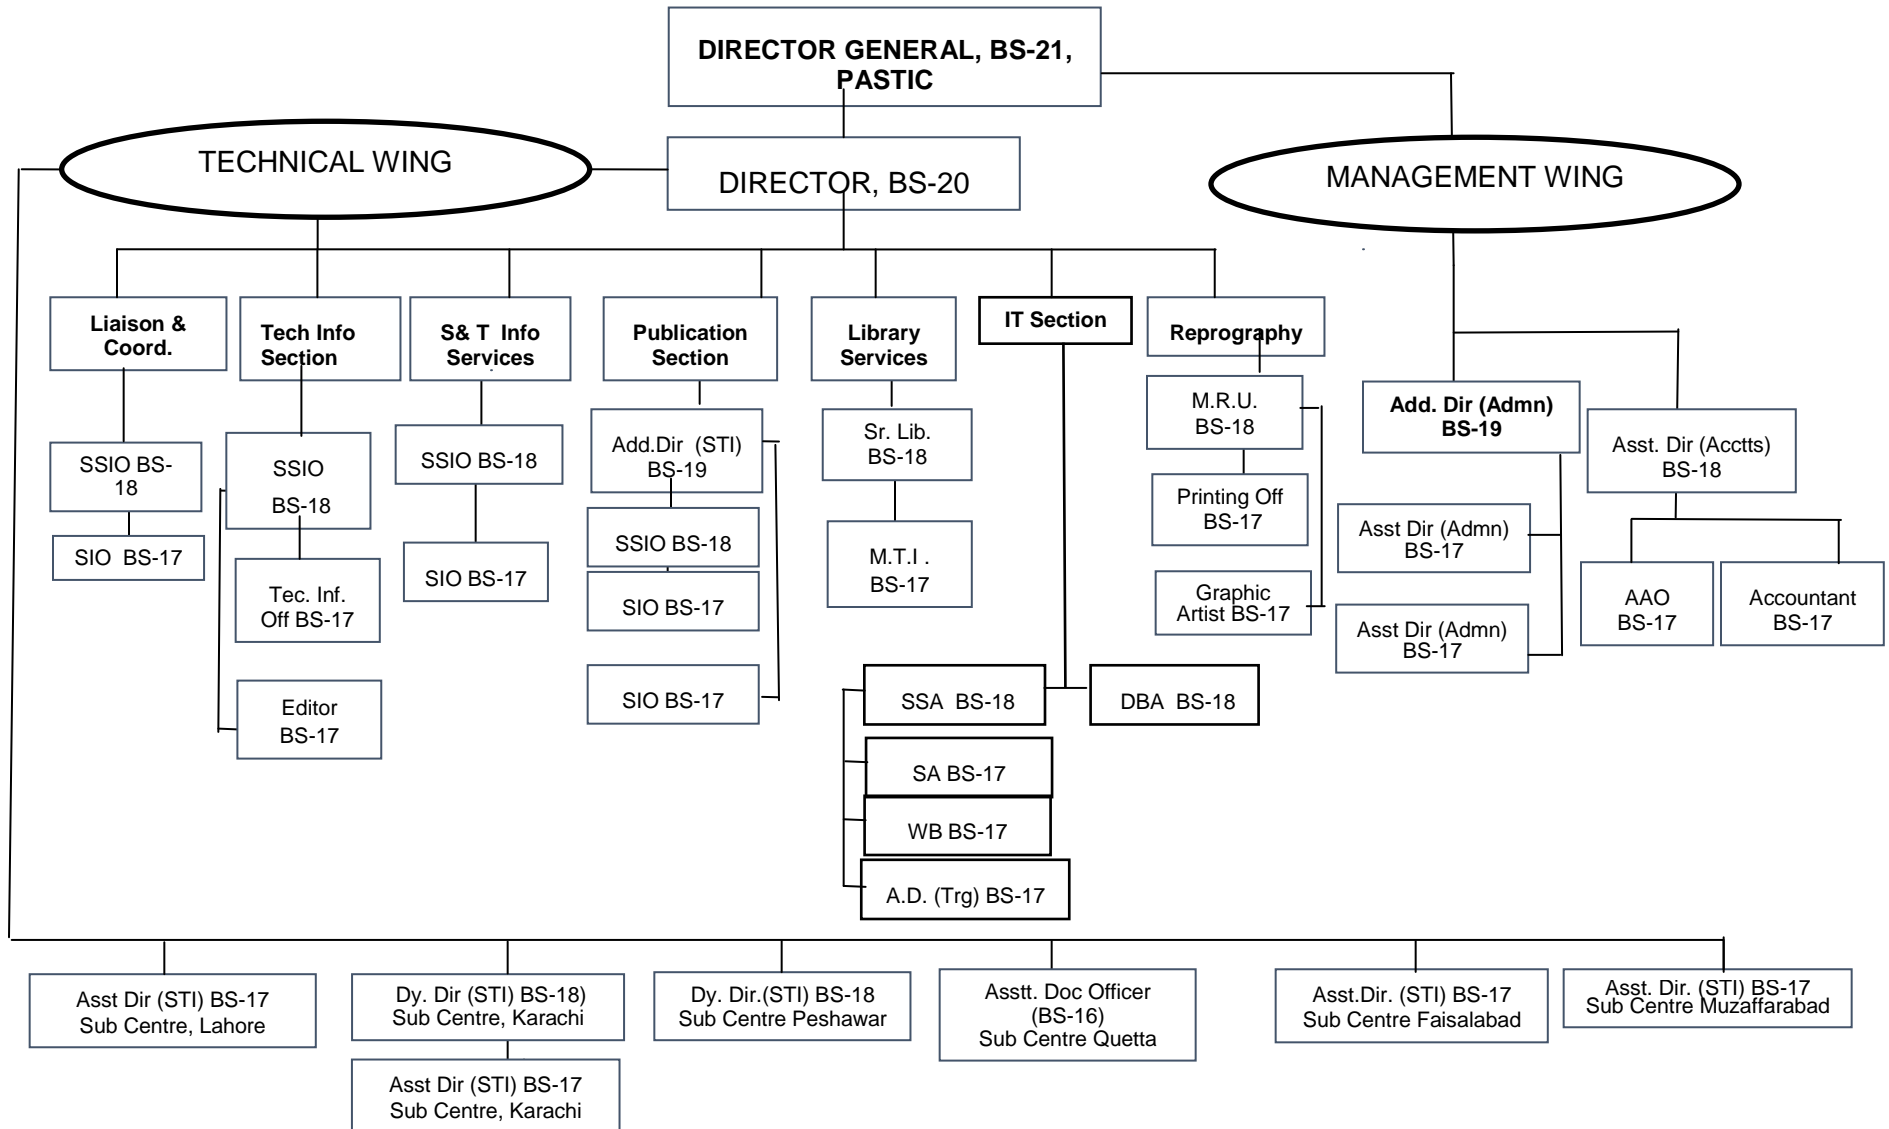 DIRECTOR GENERAL, BS-21,
PASTIC
TECHNICAL WING
DIRECTOR, BS-20
MANAGEMENT WING
Liaison &
Coord.
Tech Info
Section
S& T Info
Services
Publication
Section
Library
Services
IT Section
Reprography
SSIO BS-
18
SIO BS-17
SSIO
BS-18
Tec. Inf.
Off BS-17
Editor
BS-17
SSIO BS-18
SIO BS-17
Add.Dir (STI)
BS-19
SSIO BS-18
SIO BS-17
SIO BS-17
Sr. Lib.
BS-18
M.T.I .
BS-17
SSA BS-18
DBA BS-18
SA BS-17
WB BS-17
A.D. (Trg) BS-17
M.R.U.
BS-18
Printing Off
BS-17
Graphic
Artist BS-17
Add. Dir (Admn)
BS-19
Asst Dir (Admn)
BS-17
Asst Dir (Admn)
BS-17
Asst. Dir (Acctts)
BS-18
AAO
BS-17
Accountant
BS-17
Asst Dir (STI) BS-17
Sub Centre, Lahore
Dy. Dir (STI) BS-18)
Sub Centre, Karachi
Asst Dir (STI) BS-17
Sub Centre, Karachi
Dy. Dir.(STI) BS-18
Sub Centre Peshawar
Asstt. Doc Officer
(BS-16)
Sub Centre Quetta
Asst.Dir. (STI) BS-17
Sub Centre Faisalabad
Asst. Dir. (STI) BS-17
Sub Centre Muzaffarabad